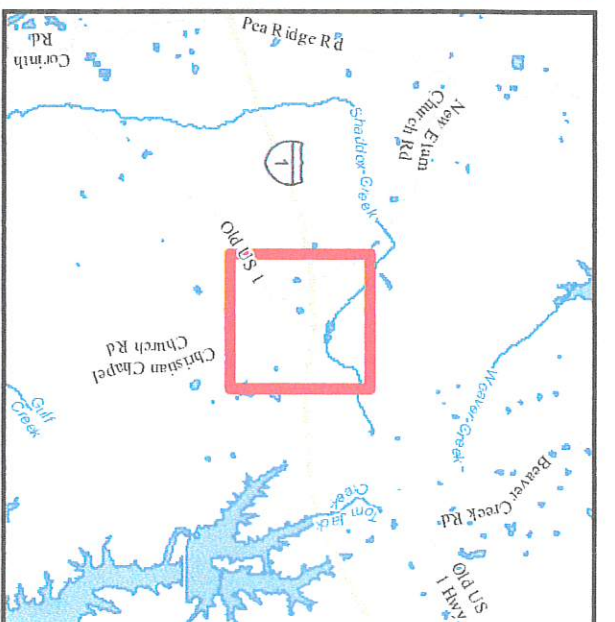 Pea Ridge Rd
Corinth
Rd.
New Elam
Church Rd
Shaddox Creek
1
Old US 1
Christian Chapel
Church Rd
Weaver Creek
Gulf
Creek
Tom Jack
Creek
Beaver Creek Rd
Old US
1 Hwy